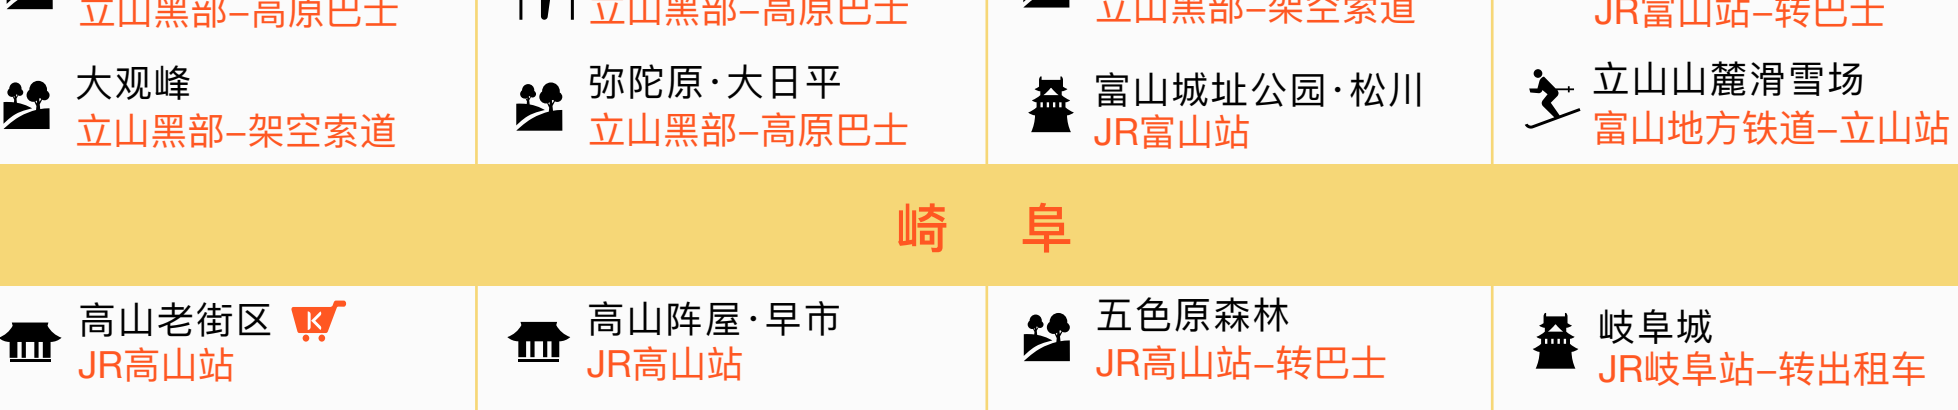 立山黑部–高原巴士
立山黑部–高原巴士
立山黑部–架空索道
JR富山站–转巴士
大观峰
立山黑部–架空索道
弥陀原·大日平
立山黑部–高原巴士
富山城址公园·松川
JR富山站
立山山麓滑雪场
富山地方铁道–立山站
崎 阜
高山老街区
JR高山站
高山阵屋·早市
JR高山站
五色原森林
JR高山站–转巴士
岐阜城
JR岐阜站–转出租车